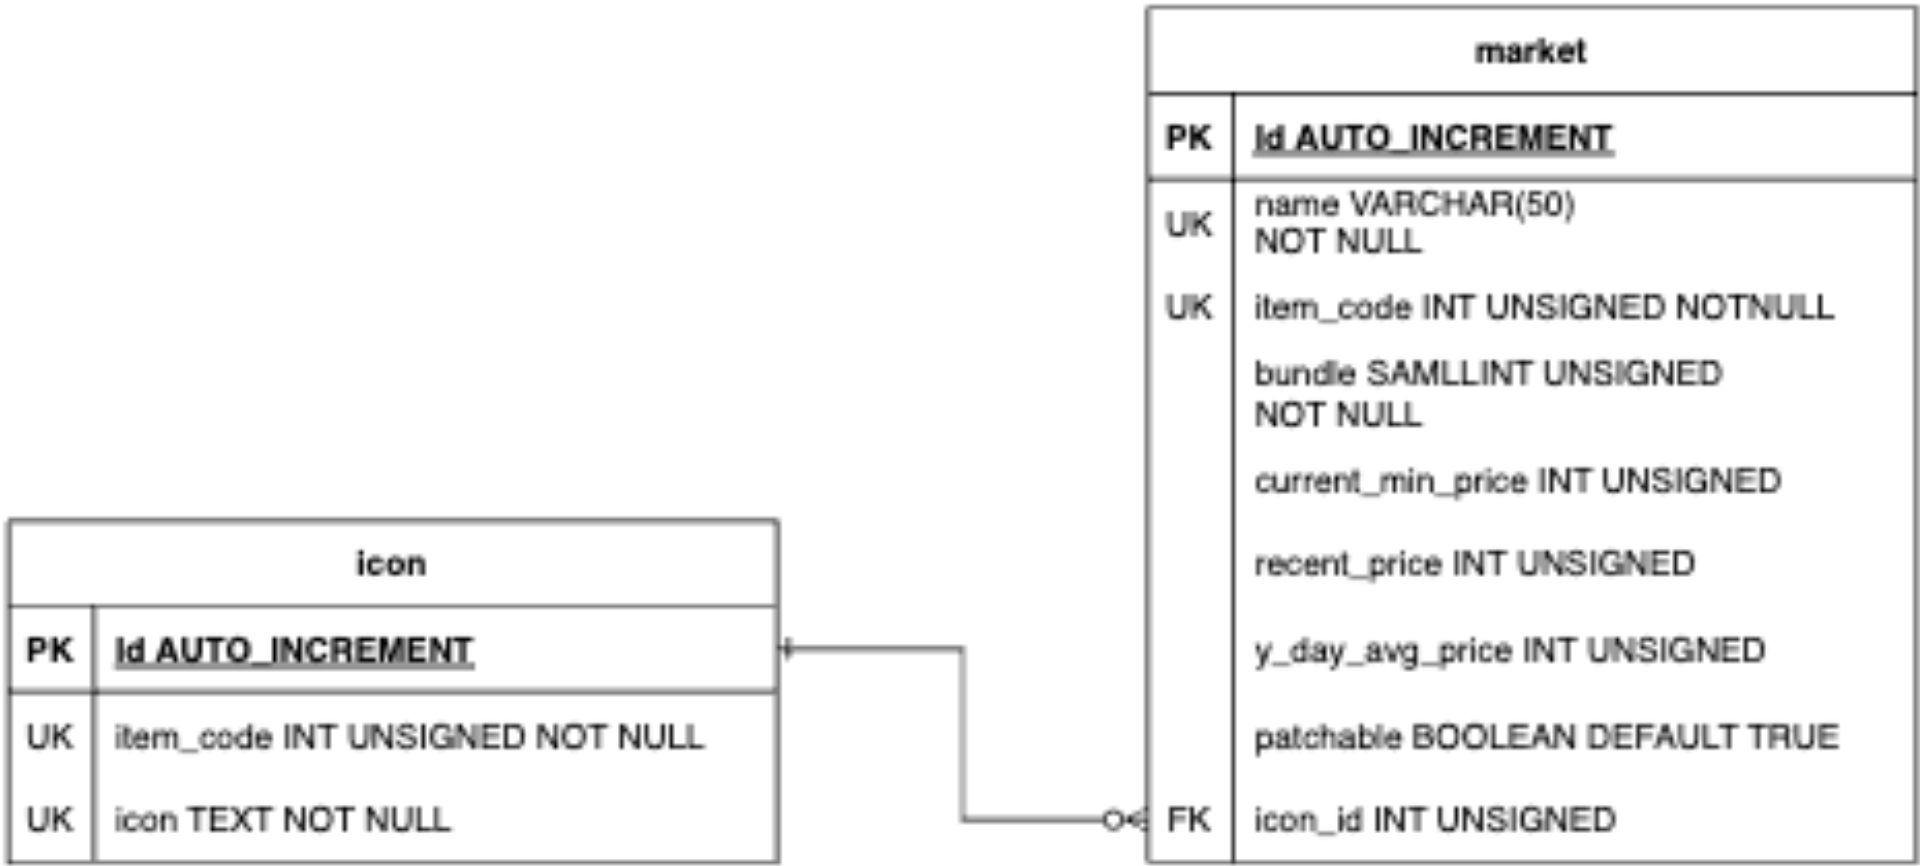 market
PK Id AUTO_INCREMENT
UK name VARCHAR(50)
NOT NULL
UK item_code INT UNSIGNED NOTNULL
bundle SAMLLINT UNSIGNED
NOT NULL
current_min_price INT UNSIGNED
recent_price INT UNSIGNED
y_day_avg_price INT UNSIGNED
patchable BOOLEAN DEFAULT TRUE
FK icon_id INT UNSIGNED
icon
PK Id AUTO_INCREMENT
UK item_code INT UNSIGNED NOT NULL
UK icon TEXT NOT NULL